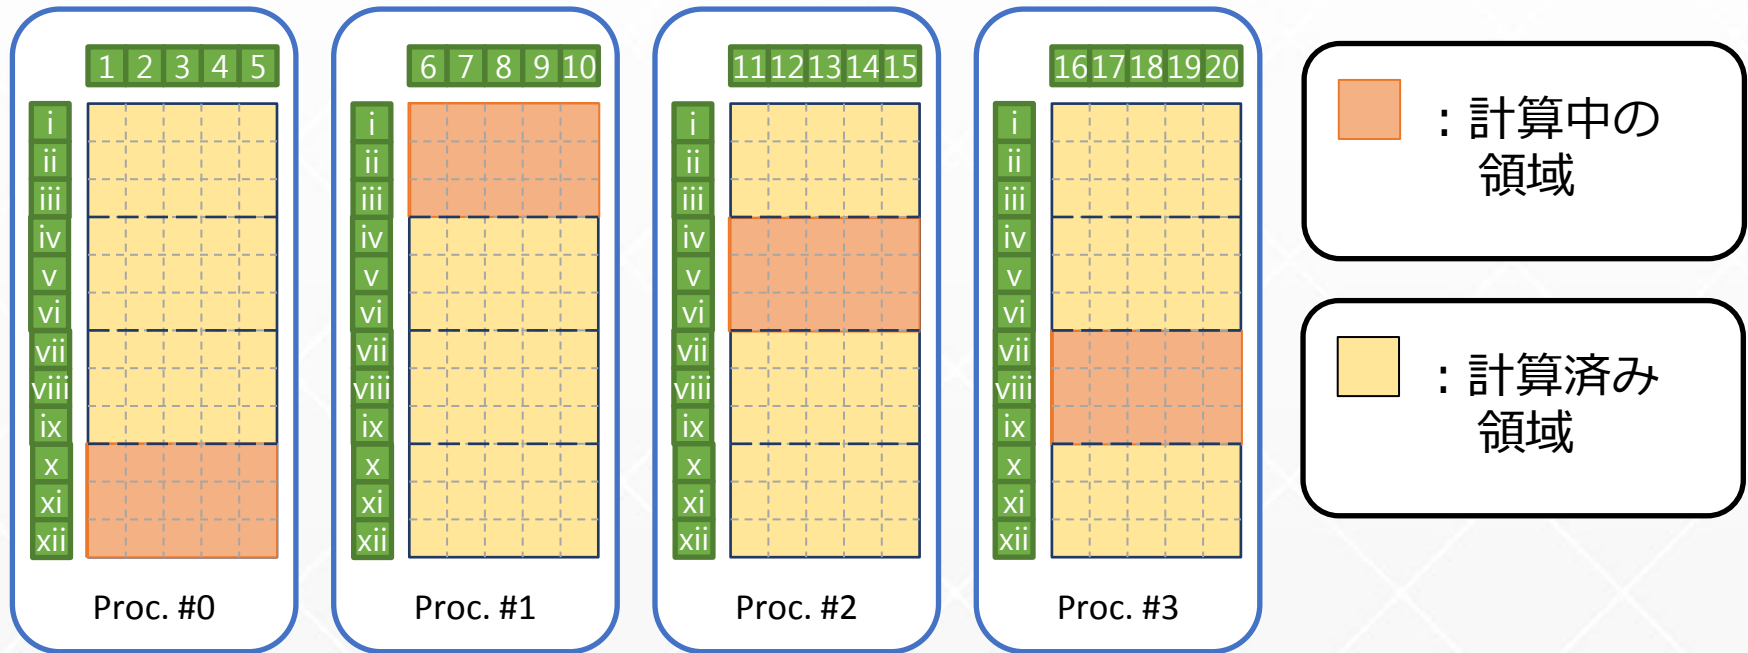 1 2 3 4 5
i
ii
iii
iv
v
vi
vii
viii
ix
x
xi
xii
Proc. #0
6 7 8 9 10
i
ii
iii
iv
v
vi
vii
viii
ix
x
xi
xii
Proc. #1
11 12 13 14 15
i
ii
iii
iv
v
vi
vii
viii
ix
x
xi
xii
Proc. #2
16 17 18 19 20
i
ii
iii
iv
v
vi
vii
viii
ix
x
xi
xii
Proc. #3
：計算中の
領域
：計算済み
領域